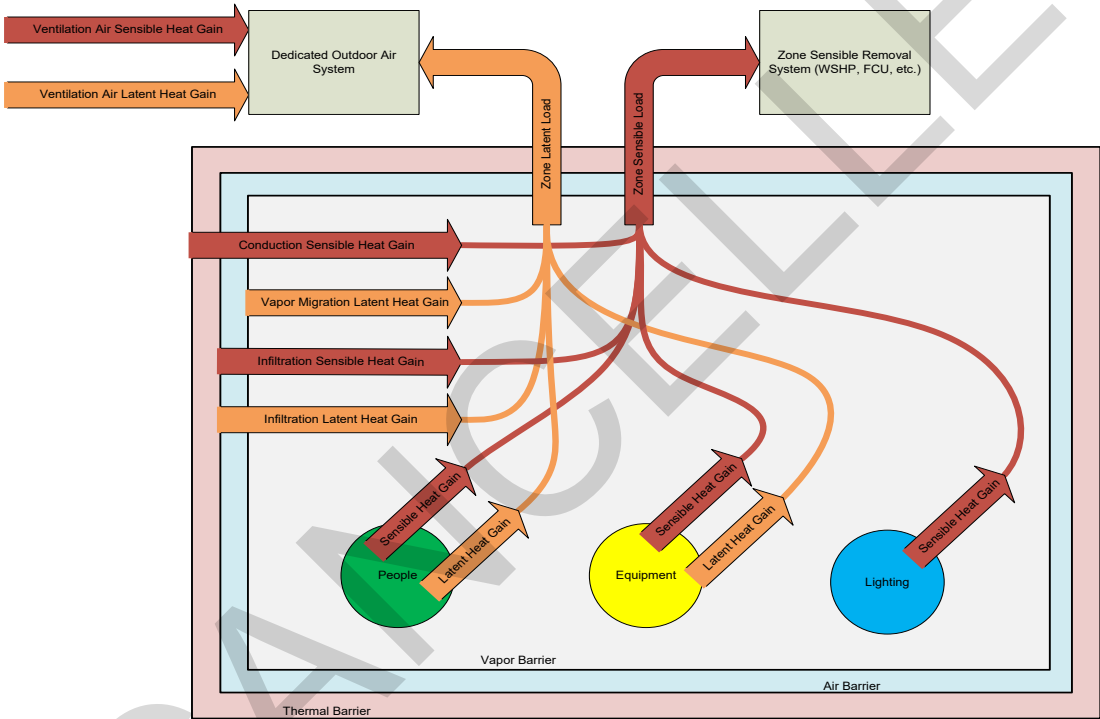 Ventilation Air Sensible Heat Gain
Ventilation Air Latent Heat Gain
Dedicated Outdoor Air
System
Zone Sensible Removal
System (WSHP, FCU, etc.)
Zone Latent Load
Zone Sensible Load
Conduction Sensible Heat Gain
Vapor Migration Latent Heat Gain
Infiltration Sensible Heat Gain
Infiltration Latent Heat Gain
Sensible Heat Gain
Latent Heat Gain
People
Sensible Heat Gain
Latent Heat Gain
Equipment
Sensible Heat Gain
Lighting
Vapor Barrier
Air Barrier
Thermal Barrier